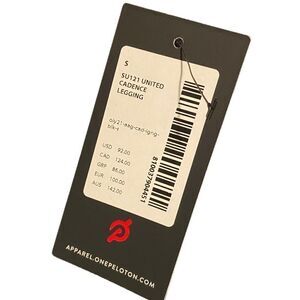 S
SU121 UNITED
CADENCE
LEGGING
USD 92.00
CAD 124.00
GBP 86.00
EUR 100.00
AUS 142.00
810037904451
APPAREL.ONEPELOTON.COM